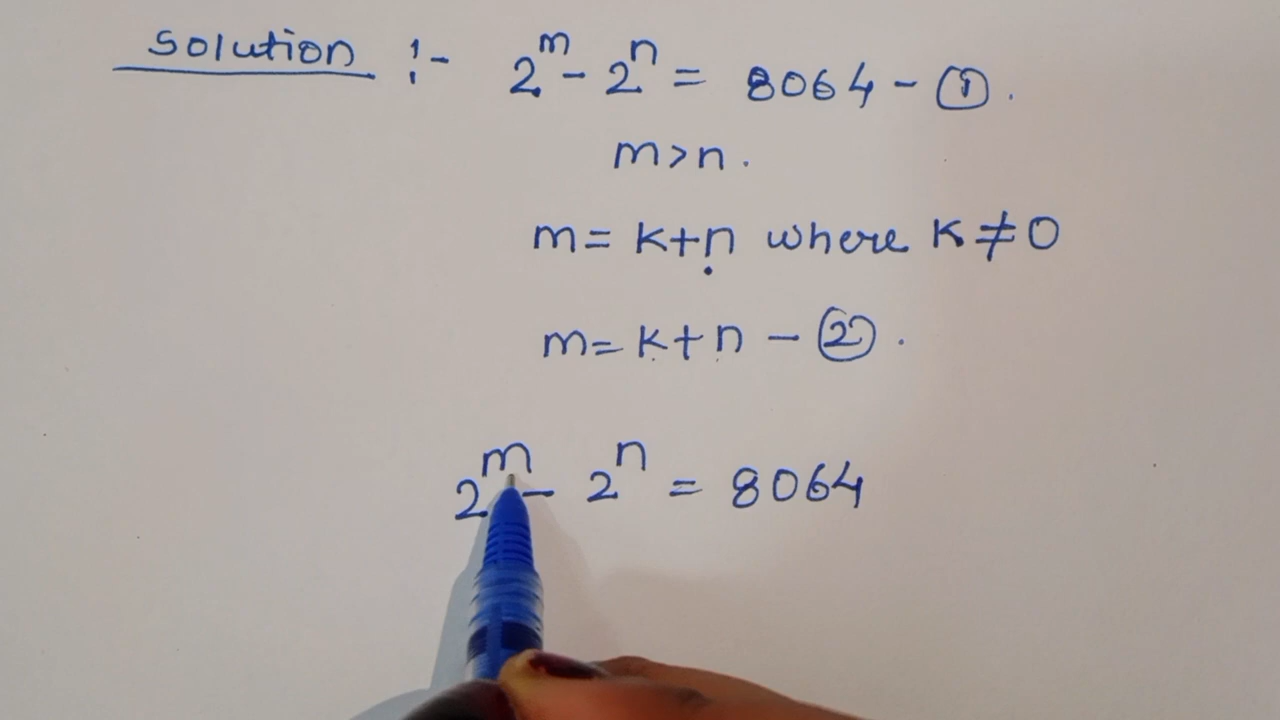 Solution :- 2^m - 2^n = 8064 - ①.
m > n.
m = k + n where k ≠ 0
m = k + n - ②.
2^m - 2^n = 8064